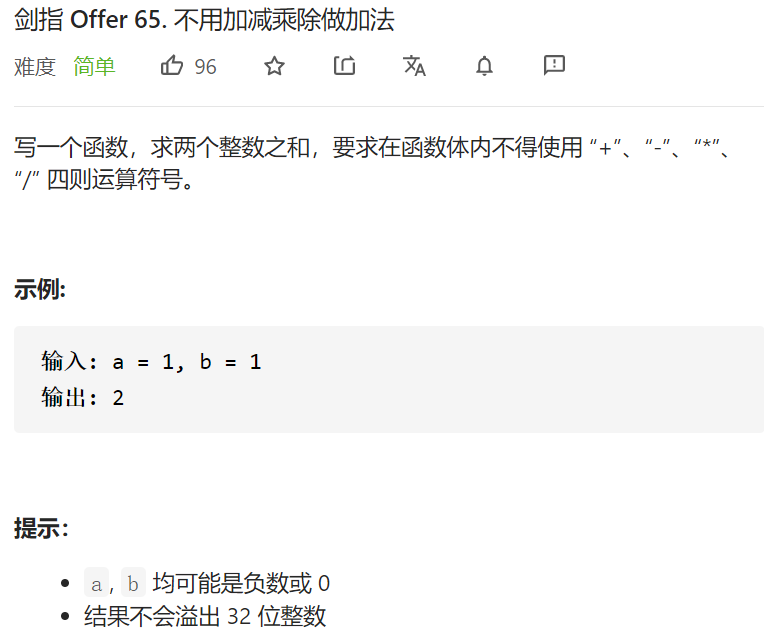 剑指 Offer 65. 不用加减乘除做加法
难度 简单 96
写一个函数，求两个整数之和，要求在函数体内不得使用 “+”、“-”、“*”、
“/” 四则运算符号。
示例:
输入: a = 1, b = 1
输出: 2
提示：
a, b 均可能是负数或 0
结果不会溢出 32 位整数